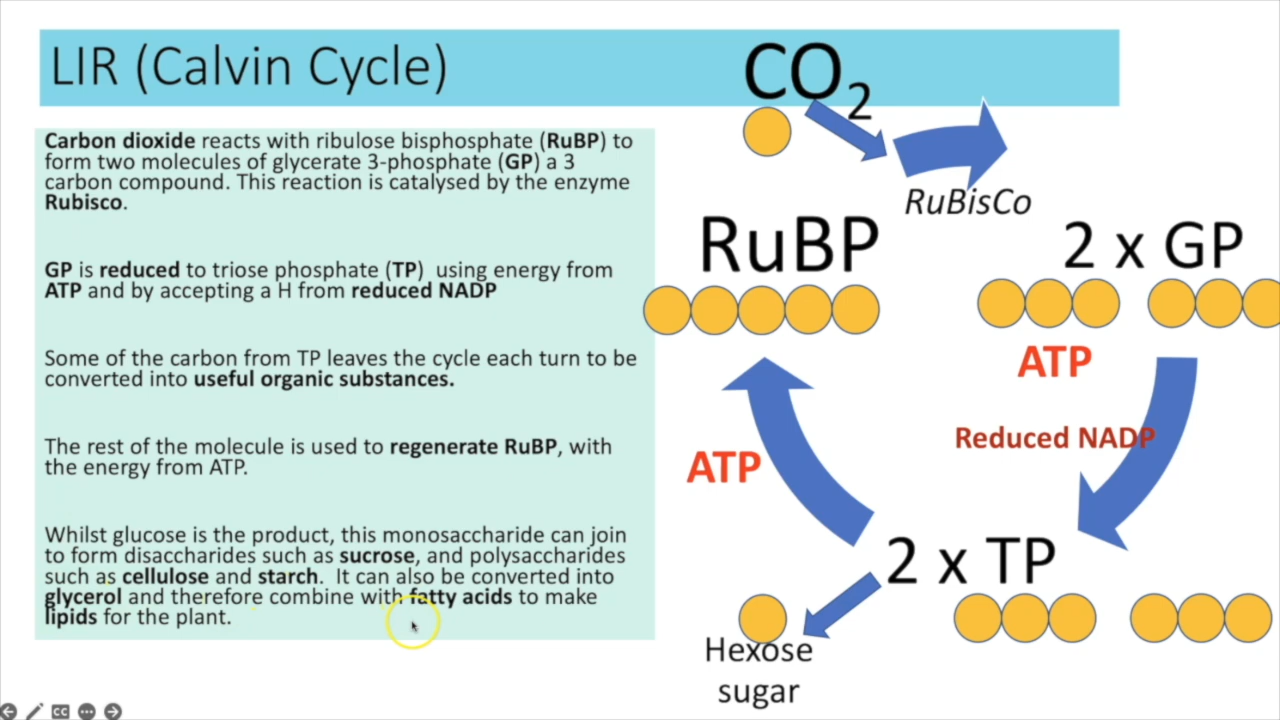 LIR (Calvin Cycle)
Carbon dioxide reacts with ribulose bisphosphate (RuBP) to
form two molecules of glycerate 3-phosphate (GP) a 3
carbon compound. This reaction is catalysed by the enzyme
Rubisco.
GP is reduced to triose phosphate (TP) using energy from
ATP and by accepting a H from reduced NADP
Some of the carbon from TP leaves the cycle each turn to be
converted into useful organic substances.
The rest of the molecule is used to regenerate RuBP, with
the energy from ATP.
Whilst glucose is the product, this monosaccharide can join
to form disaccharides such as sucrose, and polysaccharides
such as cellulose and starch. It can also be converted into
glycerol and therefore combine with fatty acids to make
lipids for the plant.
CO₂
RuBisCo
RuBP
2 x GP
ATP
Reduced NADP
ATP
2 x TP
Hexose
sugar
CC